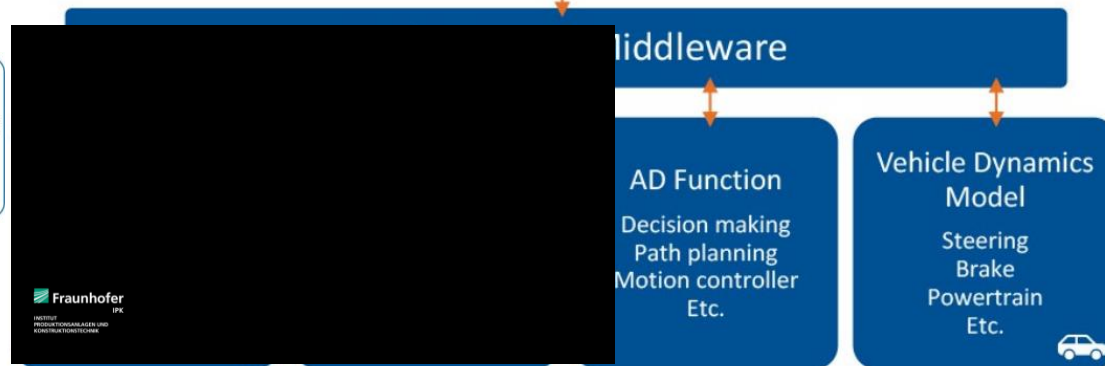 Middleware
AD Function
Decision making
Path planning
Motion controller
Etc.
Vehicle Dynamics
Model
Steering
Brake
Powertrain
Etc.
Fraunhofer
IPK
INSTITUT
PRODUKTIONSANLAGEN UND
KONSTRUKTIONSTECHNIK